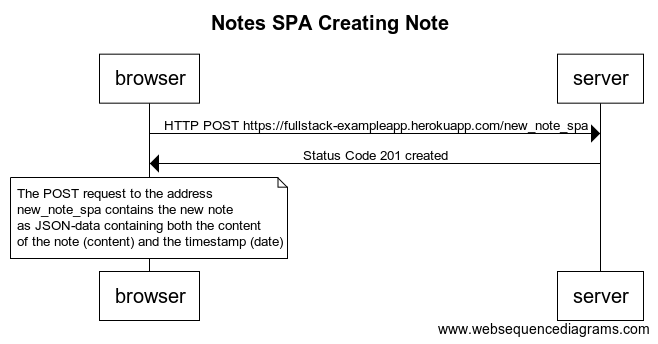 Notes SPA Creating Note
browser
server
HTTP POST https://fullstack-exampleapp.herokuapp.com/new_note_spa
Status Code 201 created
The POST request to the address
new_note_spa contains the new note
as JSON-data containing both the content
of the note (content) and the timestamp (date)
browser
server
www.websequencediagrams.com